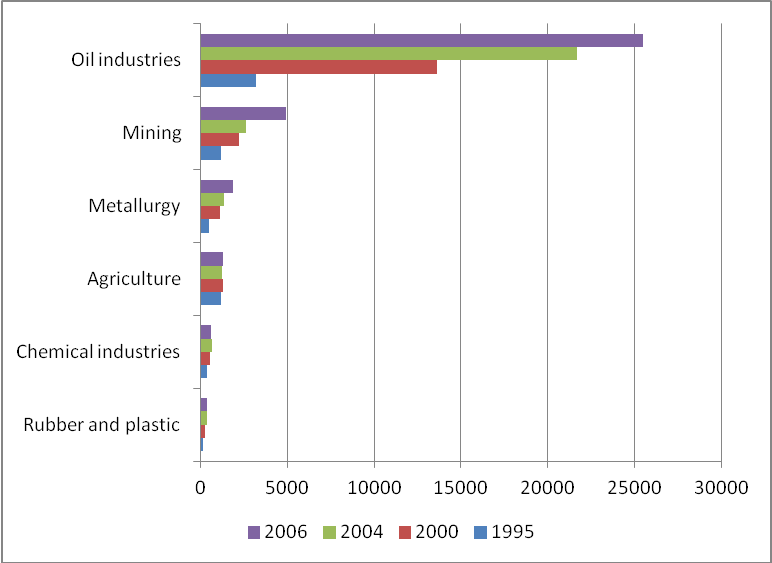 Oil industries
Mining
Metallurgy
Agriculture
Chemical industries
Rubber and plastic
0 5000 10000 15000 20000 25000 30000
2006 2004 2000 1995